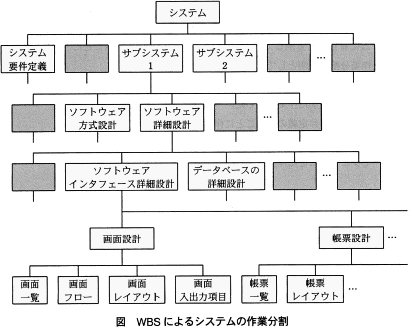 システム
システム
要件定義
サブシステム
1
サブシステム
2
…
ソフトウェア
方式設計
ソフトウェア
詳細設計
…
ソフトウェア
インタフェース詳細設計
データベースの
詳細設計
…
画面設計
帳票設計
…
画面
一覧
画面
フロー
画面
レイアウト
画面
入出力項目
帳票
一覧
帳票
レイアウト
…
図 WBSによるシステムの作業分割